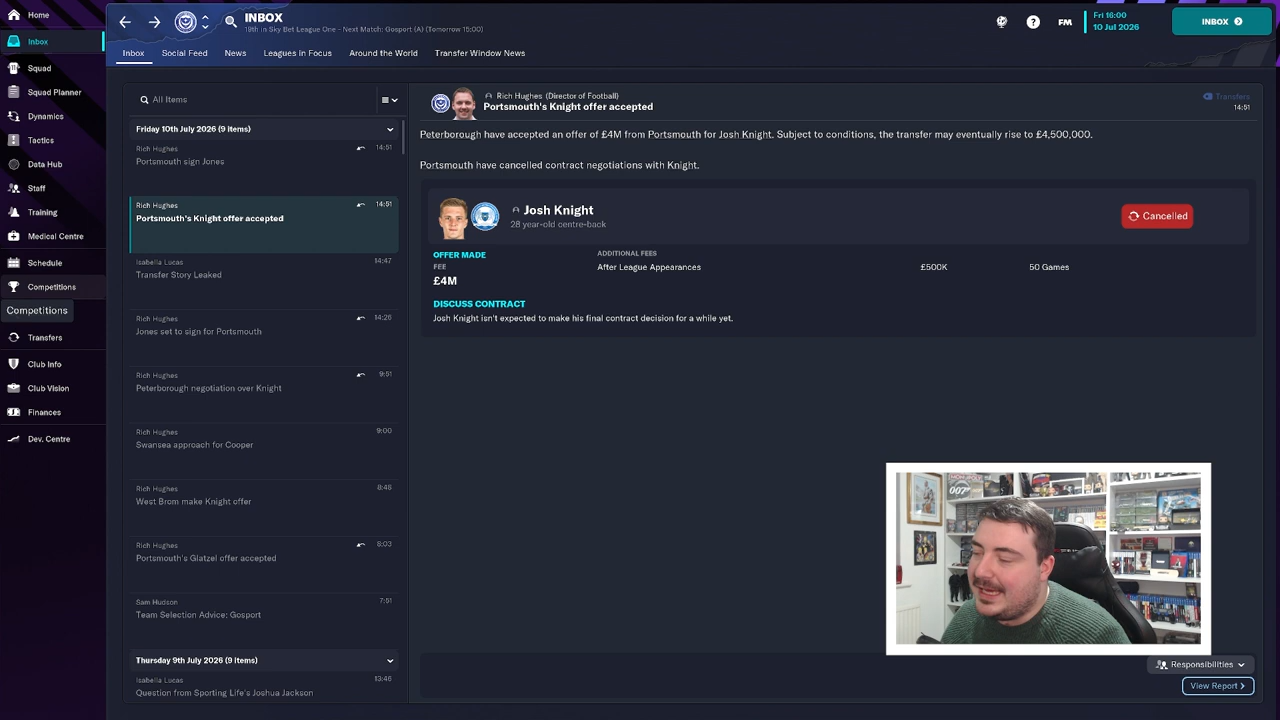 Home
INBOX
19th in Sky Bet League One - Next Match: Gosport (A) (Tomorrow 15:00)
FM
Fri 16:00
10 Jul 2026
INBOX
Inbox
Squad
Squad Planner
Dynamics
Tactics
Data Hub
Staff
Training
Medical Centre
Schedule
Competitions
Competitions
Transfers
Club Info
Club Vision
Finances
Dev. Centre
Inbox
Social Feed
News
Leagues In Focus
Around the World
Transfer Window News
All Items
Friday 10th July 2026 (9 items)
Rich Hughes
14:51
Portsmouth sign Jones
Rich Hughes
14:51
Portsmouth's Knight offer accepted
Isabella Lucas
14:47
Transfer Story Leaked
Rich Hughes
14:26
Jones set to sign for Portsmouth
Rich Hughes
9:51
Peterborough negotiation over Knight
Rich Hughes
9:00
Swansea approach for Cooper
Rich Hughes
8:48
West Brom make Knight offer
Rich Hughes
8:03
Portsmouth's Glatzel offer accepted
Sam Hudson
7:51
Team Selection Advice: Gosport
Thursday 9th July 2026 (9 items)
Isabella Lucas
13:46
Question from Sporting Life's Joshua Jackson
Rich Hughes (Director of Football)
Portsmouth's Knight offer accepted
Transfers
14:51
Peterborough have accepted an offer of £4M from Portsmouth for Josh Knight. Subject to conditions, the transfer may eventually rise to £4,500,000.
Portsmouth have cancelled contract negotiations with Knight.
Josh Knight
28 year-old centre-back
Cancelled
OFFER MADE
FEE
£4M
ADDITIONAL FEES
After League Appearances
£500K
50 Games
DISCUSS CONTRACT
Josh Knight isn't expected to make his final contract decision for a while yet.
MONOPOLY
007
Responsibilities
View Report